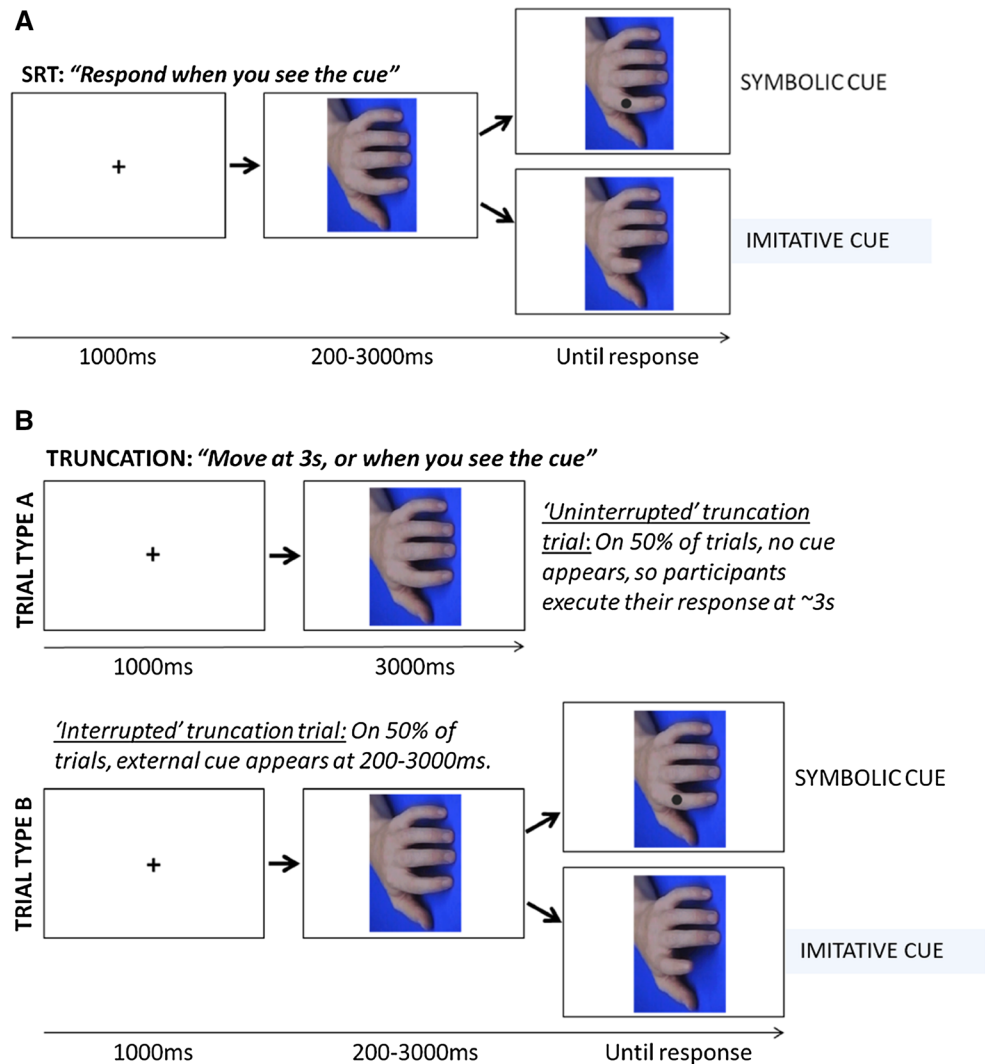 A
SRT: “Respond when you see the cue”
+
SYMBOLIC CUE
IMITATIVE CUE
1000ms
200-3000ms
Until response
B
TRUNCATION: “Move at 3s, or when you see the cue”
TRIAL TYPE A
+
‘Uninterrupted’ truncation
trial: On 50% of trials, no cue
appears, so participants
execute their response at ~3s
1000ms
3000ms
‘Interrupted’ truncation trial: On 50% of
trials, external cue appears at 200-3000ms.
TRIAL TYPE B
+
SYMBOLIC CUE
IMITATIVE CUE
1000ms
200-3000ms
Until response